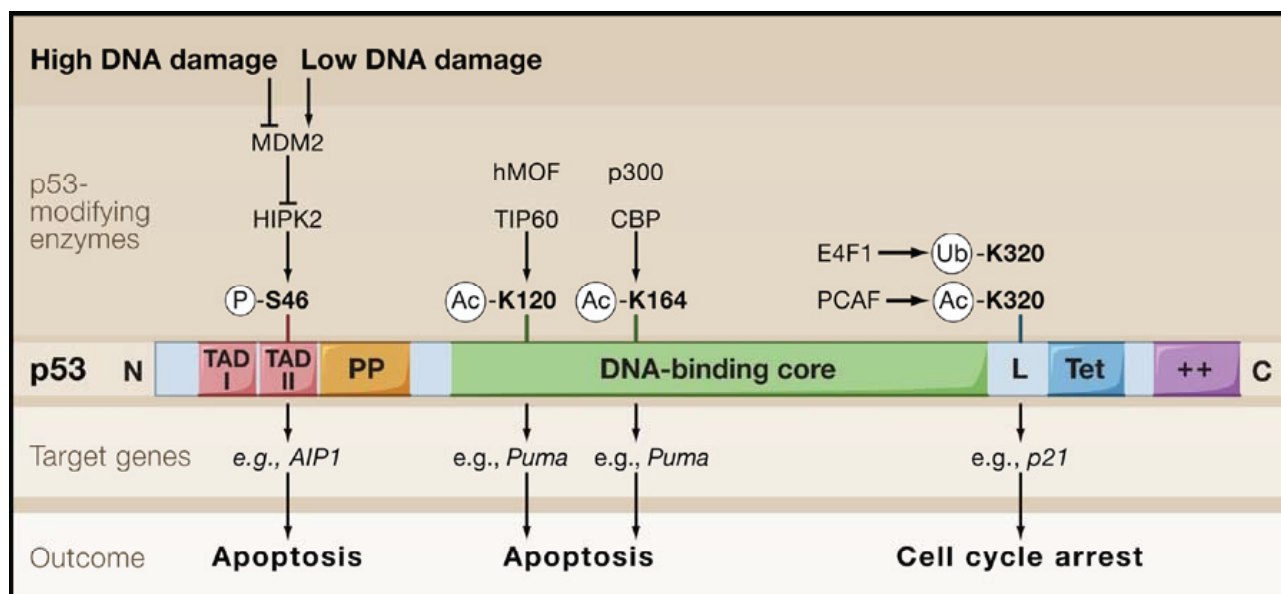 High DNA damage Low DNA damage
MDM2
p53-
modifying
enzymes
hMOF p300
HIPK2 TIP60 CBP
E4F1 Ub -K320
P -S46 Ac -K120 Ac -K164 PCAF Ac -K320
p53 N TAD I TAD II PP DNA-binding core L Tet ++ C
Target genes e.g., AIP1 e.g., Puma e.g., Puma e.g., p21
Outcome Apoptosis Apoptosis Cell cycle arrest